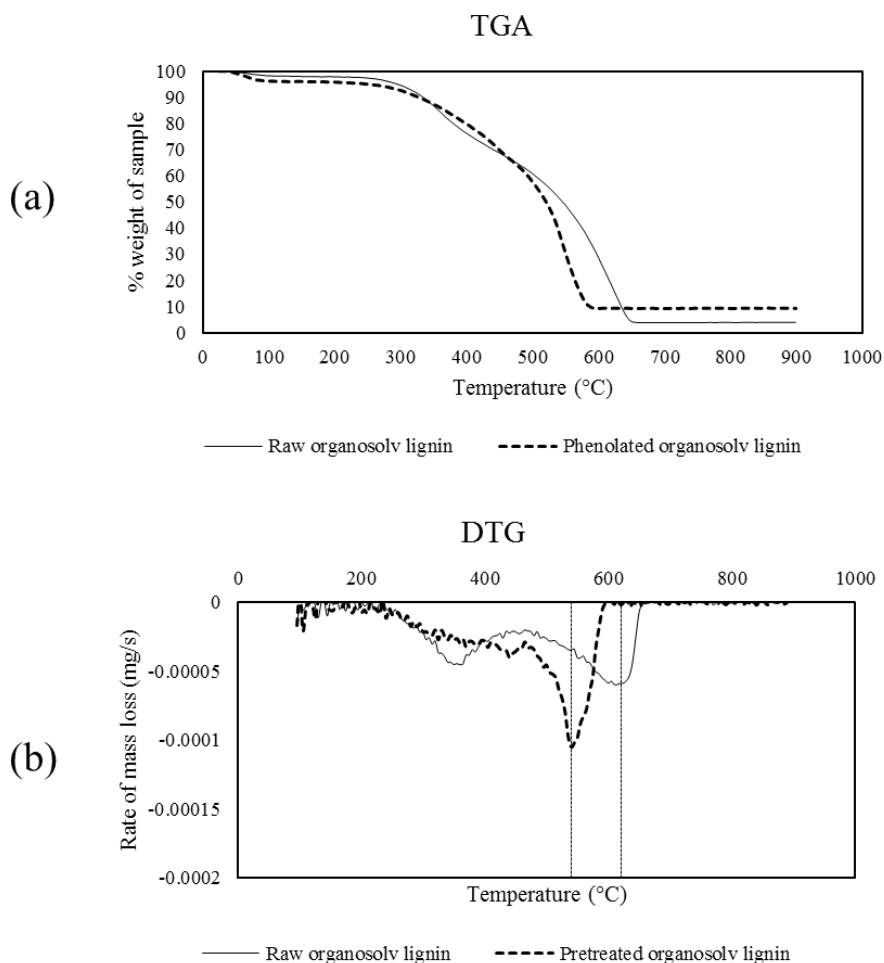 TGA
(a)
% weight of sample
100
90
80
70
60
50
40
30
20
10
0
0 100 200 300 400 500 600 700 800 900 1000
Temperature (°C)
Raw organosolv lignin Phenolated organosolv lignin
DTG
(b)
Rate of mass loss (mg/s)
0 200 400 600 800 1000
0
-0.00005
-0.0001
-0.00015
-0.0002
Temperature (°C)
Raw organosolv lignin Pretreated organosolv lignin